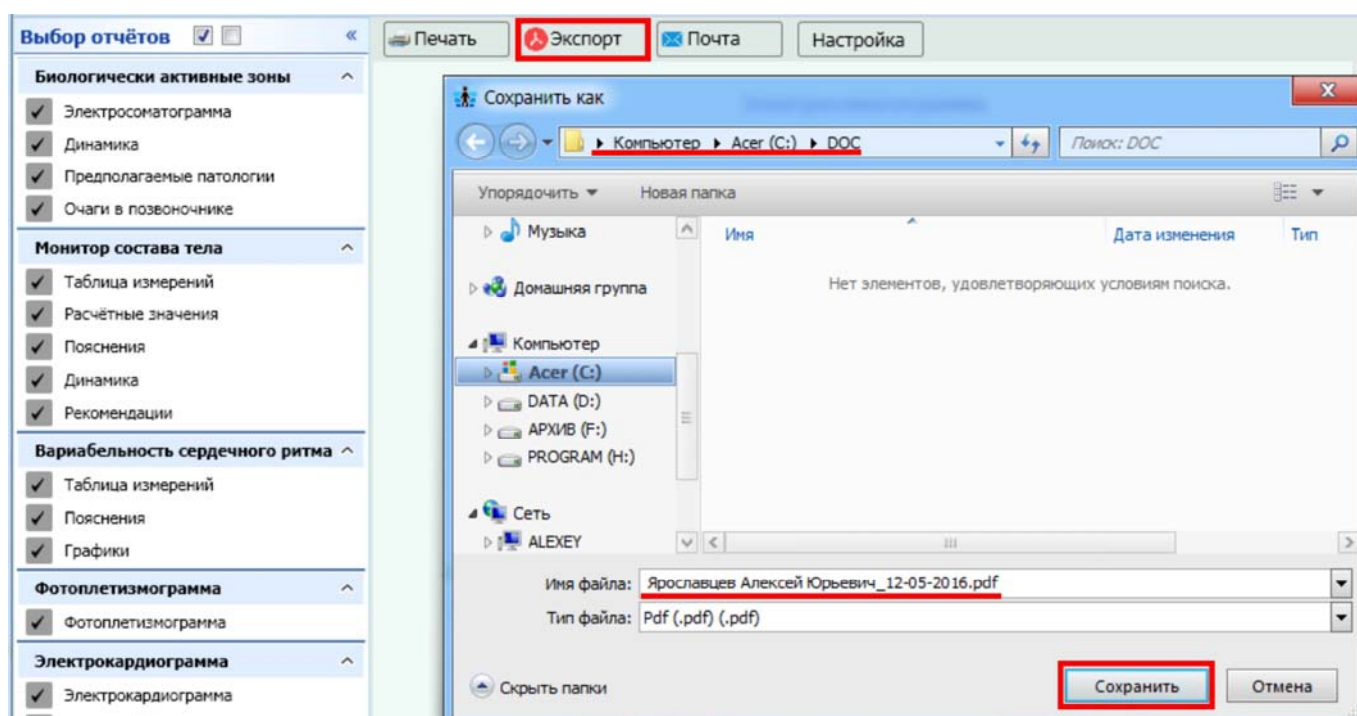 Выбор отчётов
Биологически активные зоны
Электросоматограмма
Динамика
Предполагаемые патологии
Очаги в позвоночнике
Монитор состава тела
Таблица измерений
Расчётные значения
Пояснения
Динамика
Рекомендации
Вариабельность сердечного ритма
Таблица измерений
Пояснения
Графики
Фотоплетизмограмма
Фотоплетизмограмма
Электрокардиограмма
Электрокардиограмма
Печать Экспорт Почта Настройка
Сохранить как
Компьютер Acer (C:) DOC Поиск: DOC
Упорядочить Новая папка
Музыка
Домашняя группа
Компьютер
Acer (C:)
DATA (D:)
АРХИВ (F:)
PROGRAM (H:)
Сеть
ALEXEY
Имя Дата изменения Тип
Нет элементов, удовлетворяющих условиям поиска.
Имя файла: Ярославцев Алексей Юрьевич_12-05-2016.pdf
Тип файла: Pdf (.pdf) (.pdf)
Скрыть папки Сохранить Отмена